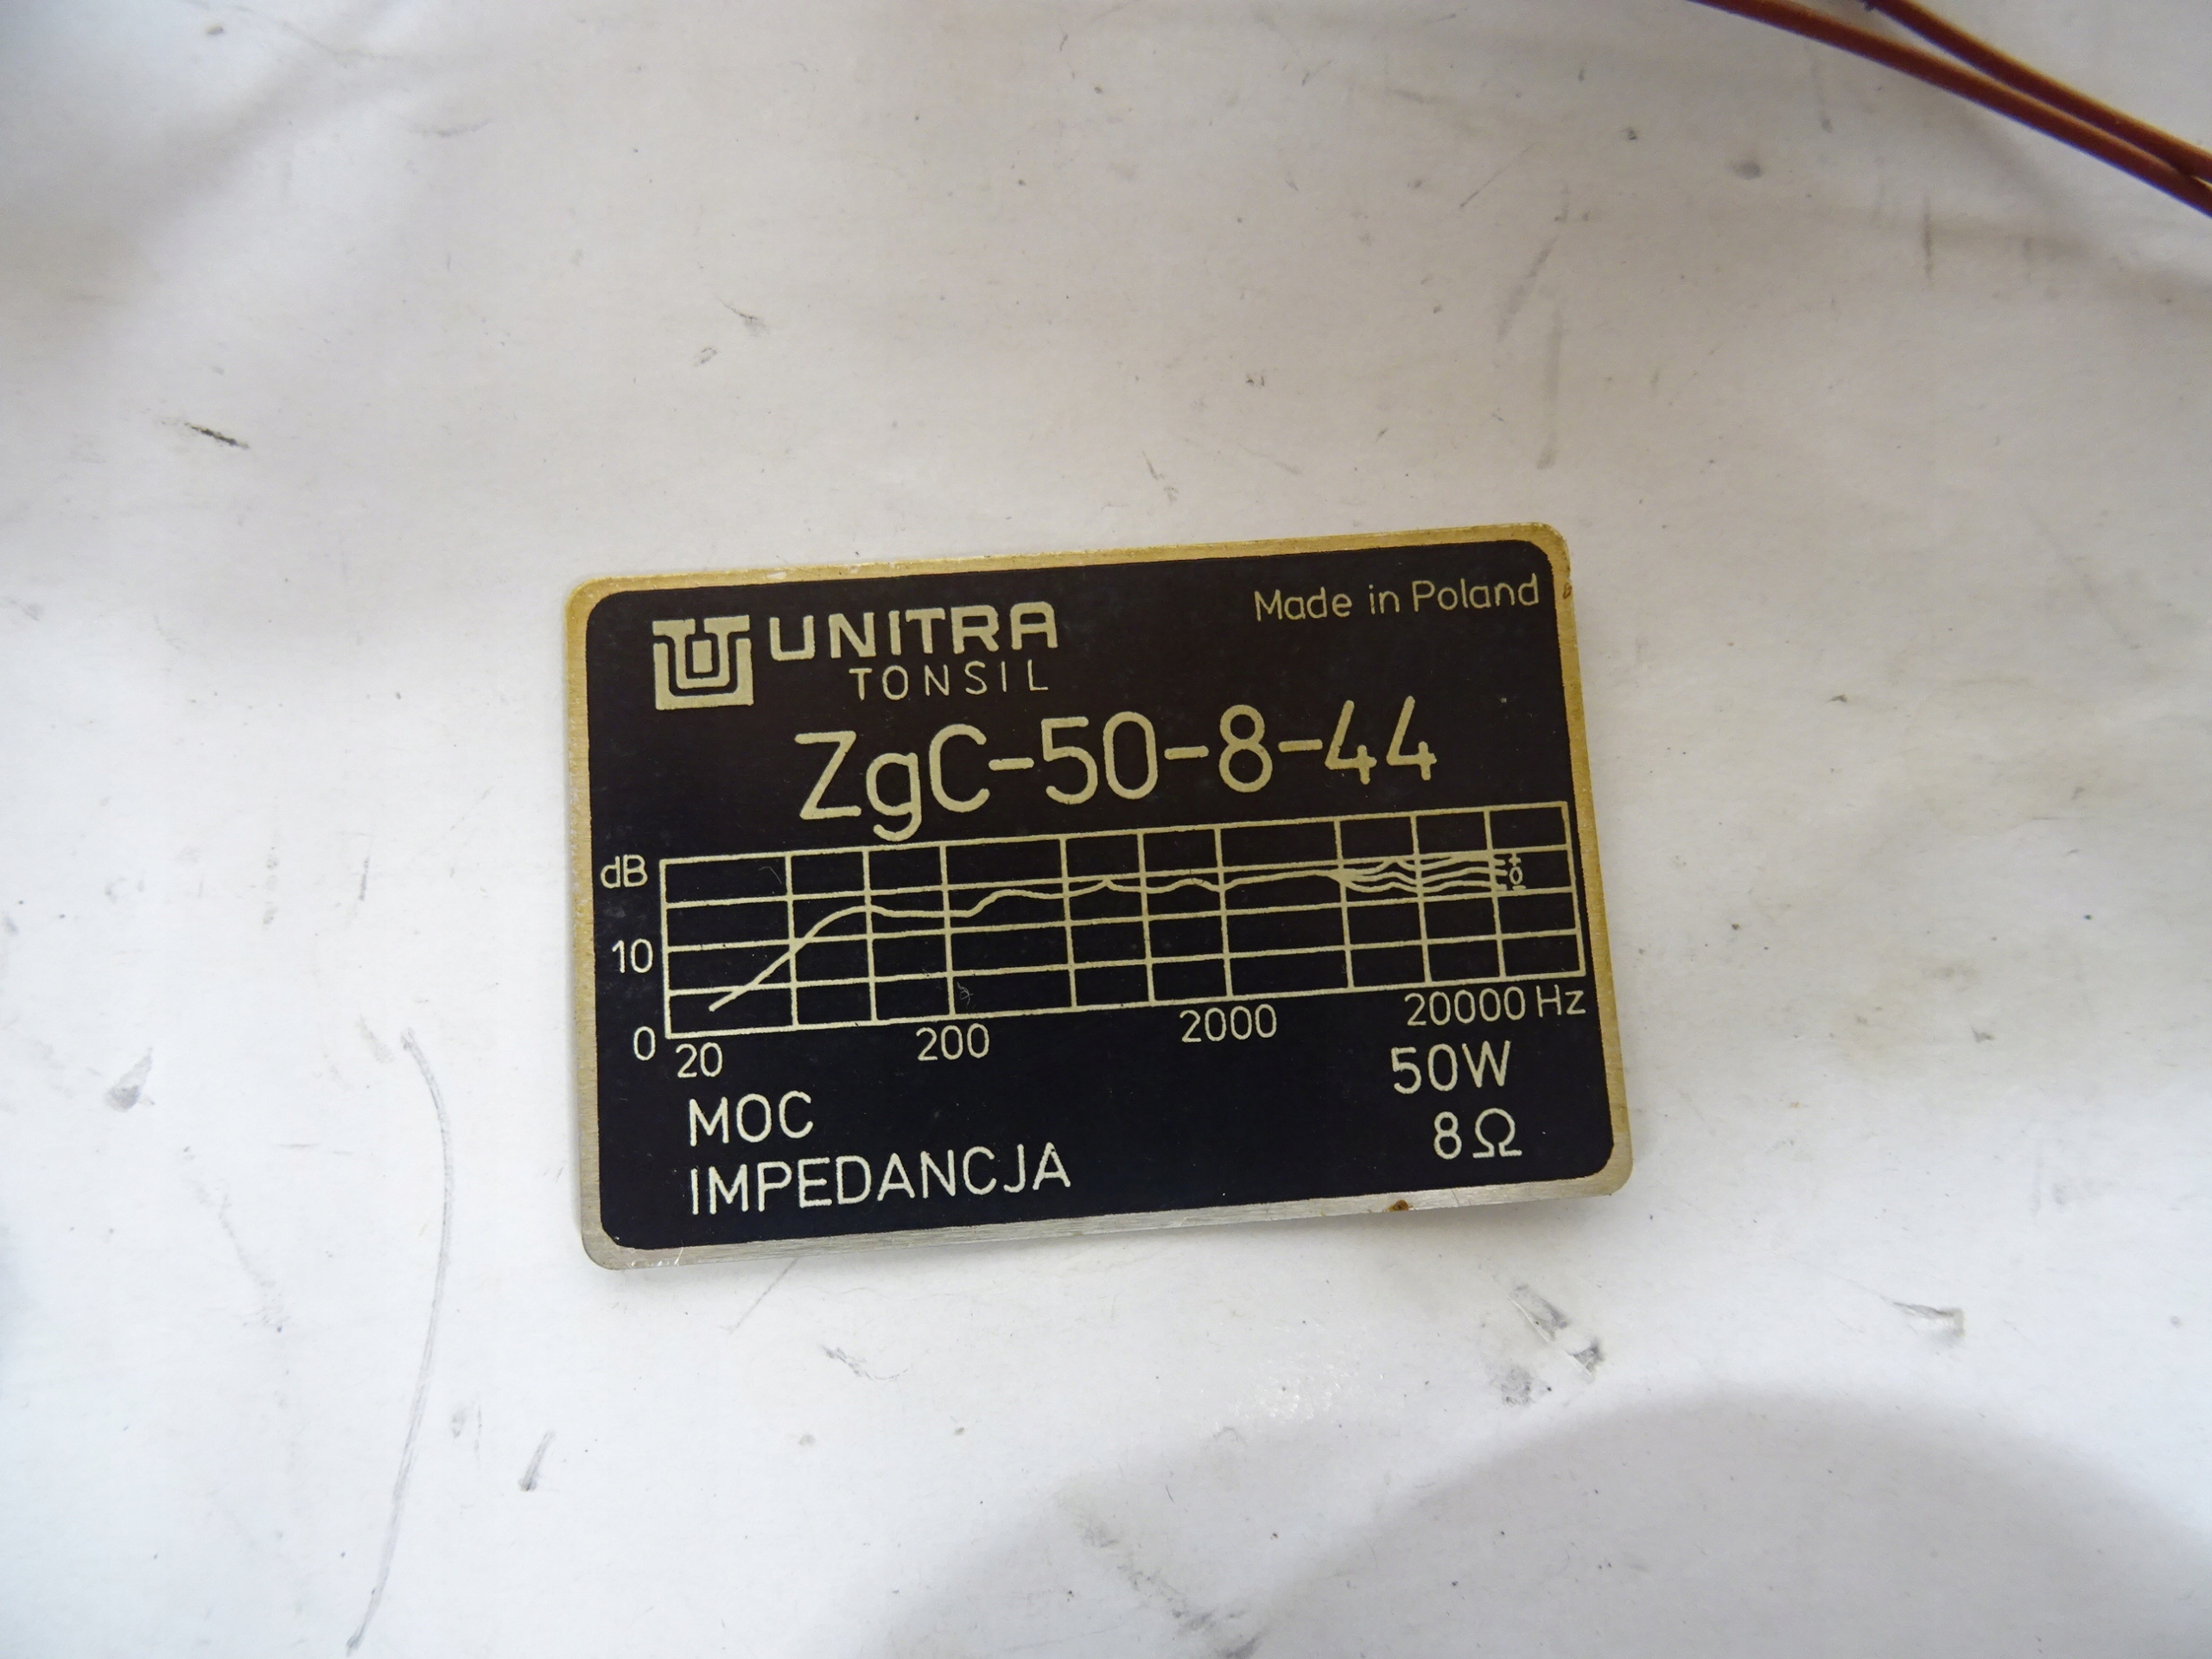 UNITRA
TONSIL
Made in Poland
ZgC-50-8-44
dB
+
0
-
10
0
20 200 2000 20000 Hz
MOC 50W
IMPEDANCJA 8Ω